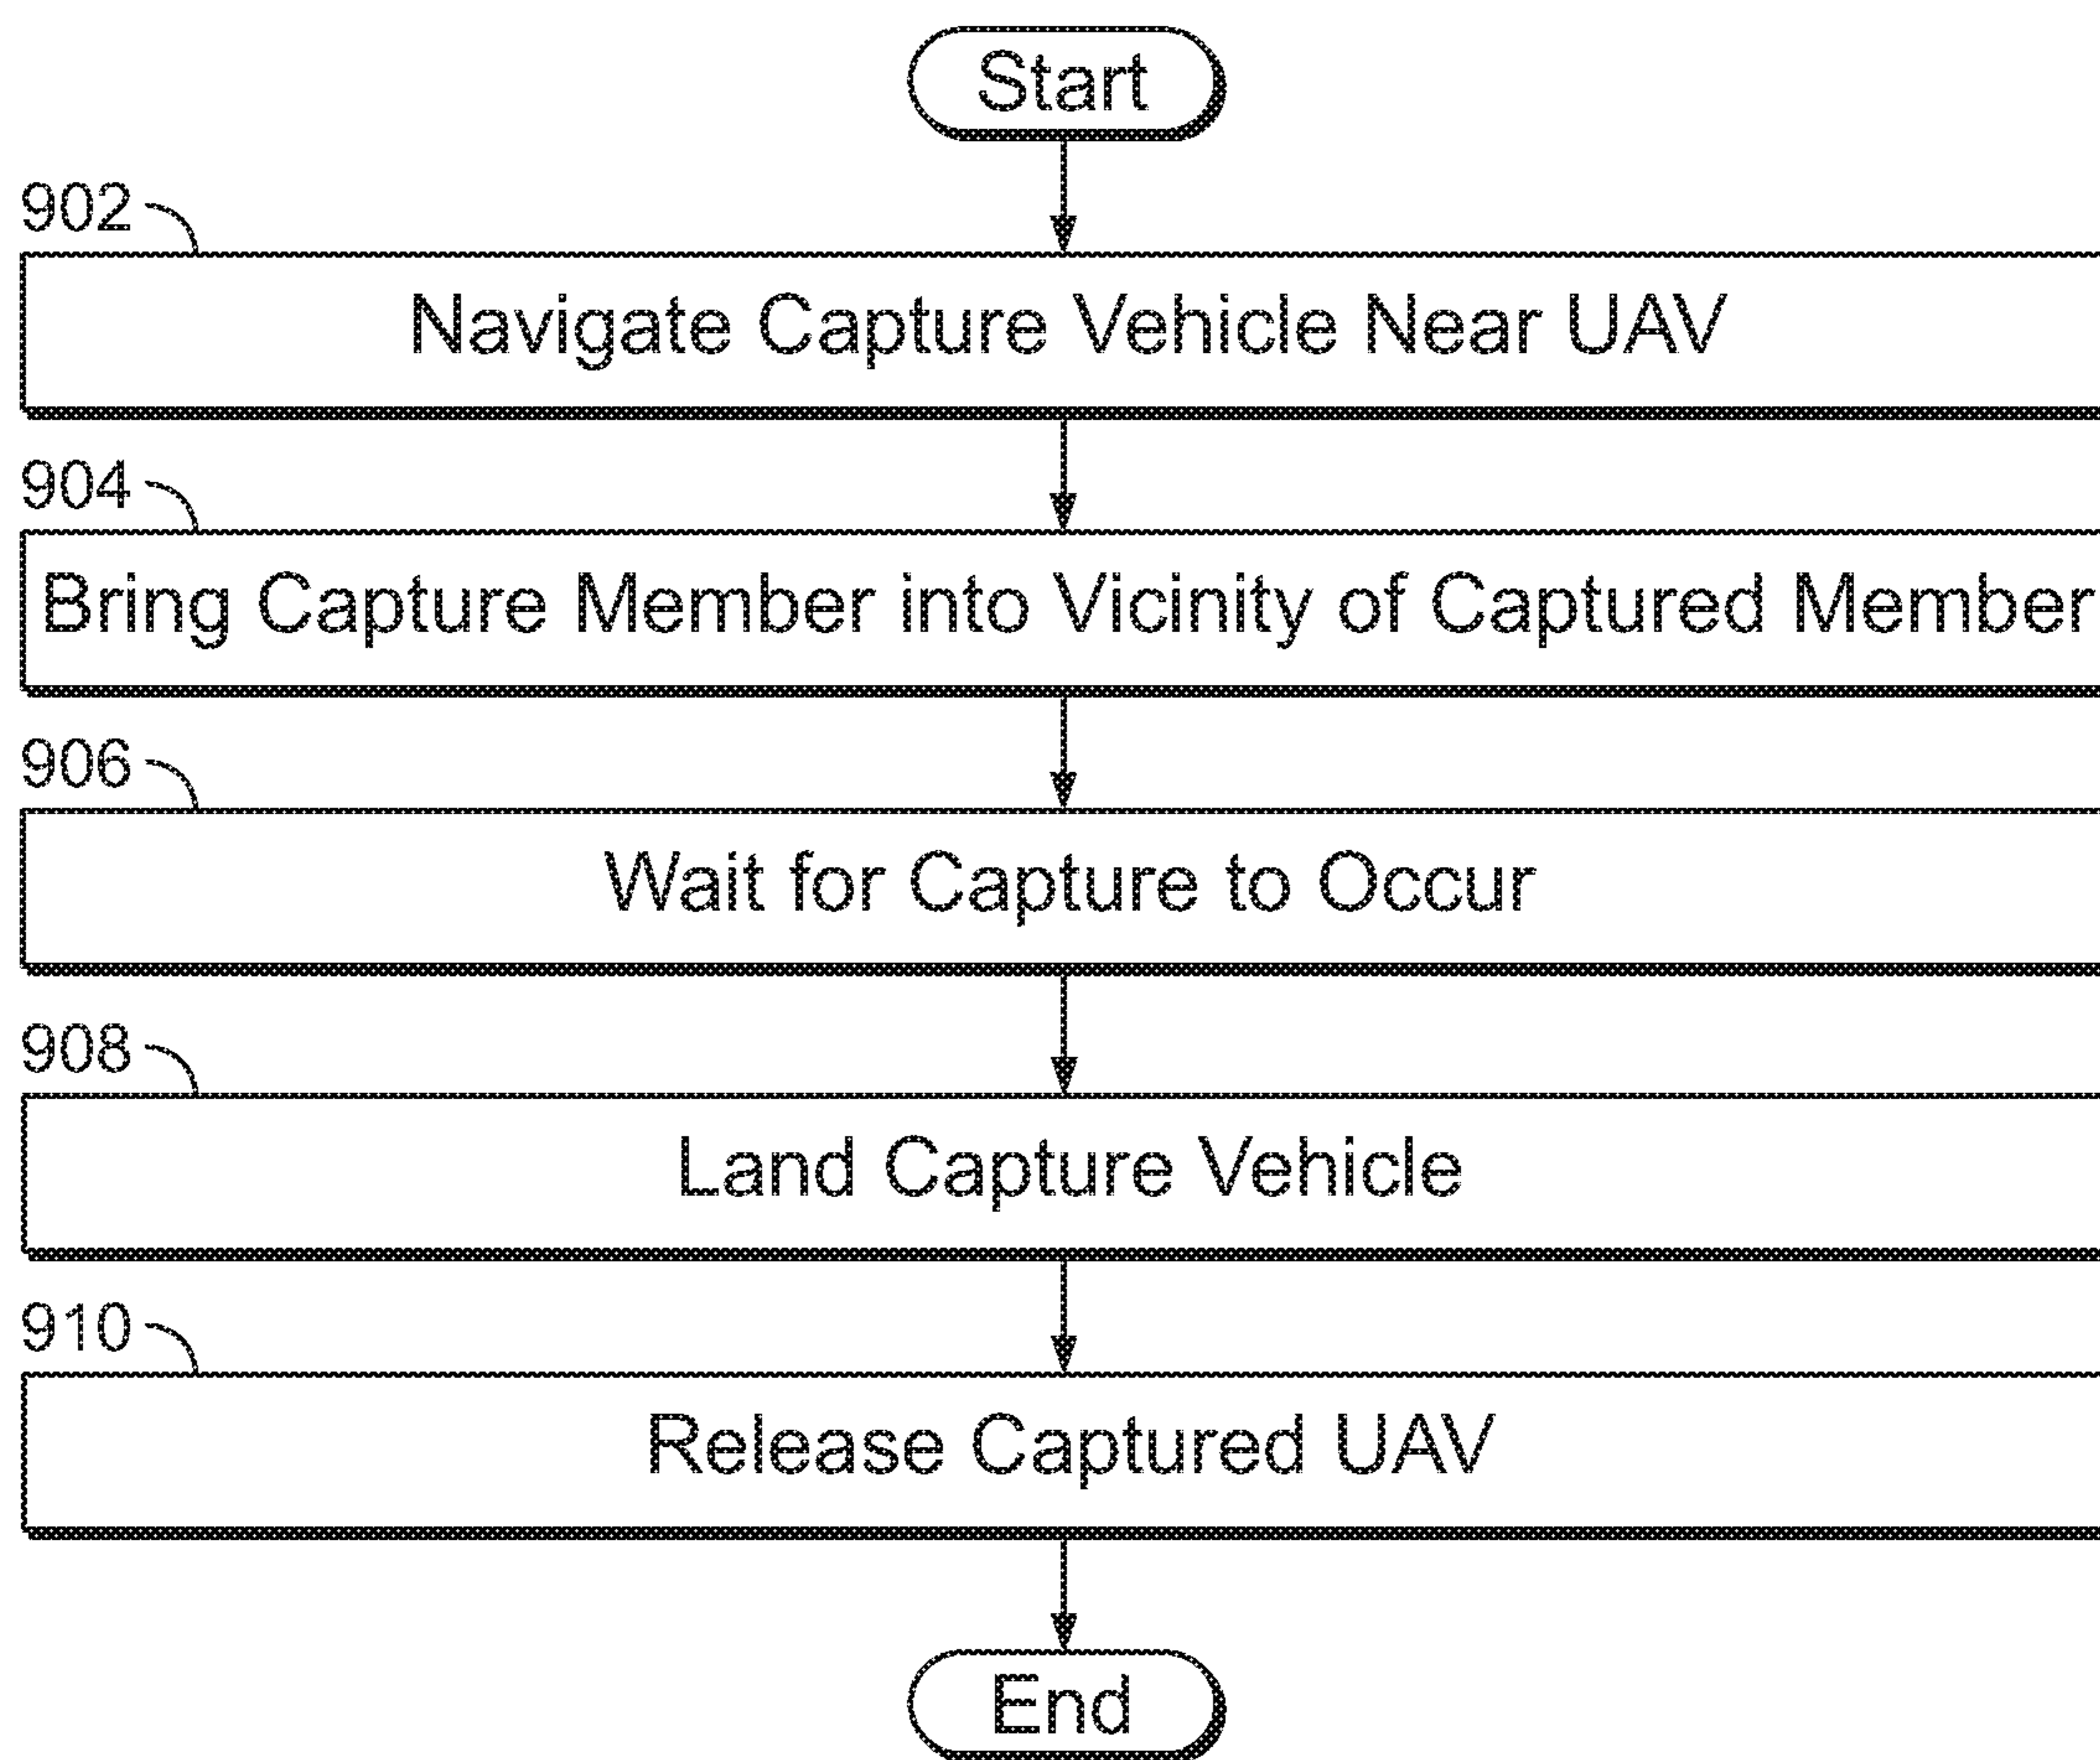 Start
902
Navigate Capture Vehicle Near UAV
904
Bring Capture Member into Vicinity of Captured Member
906
Wait for Capture to Occur
908
Land Capture Vehicle
910
Release Captured UAV
End